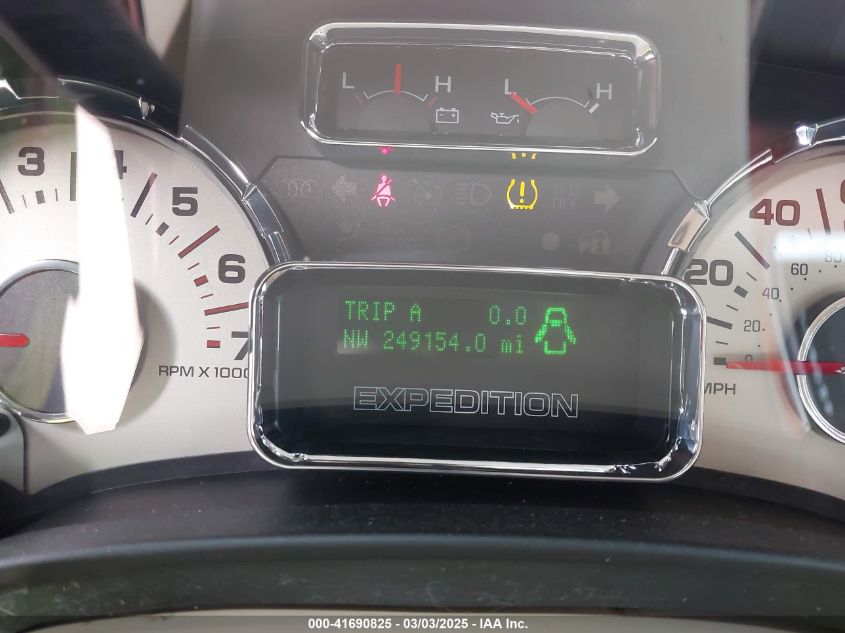 L H L H
3 4 5 6 7
RPM X 1000
20 40
20 40 60 80
0
MPH
TRIP A 0.0
NW 249154.0 mi
EXPEDITION
000-41690825 - 03/03/2025 - IAA Inc.